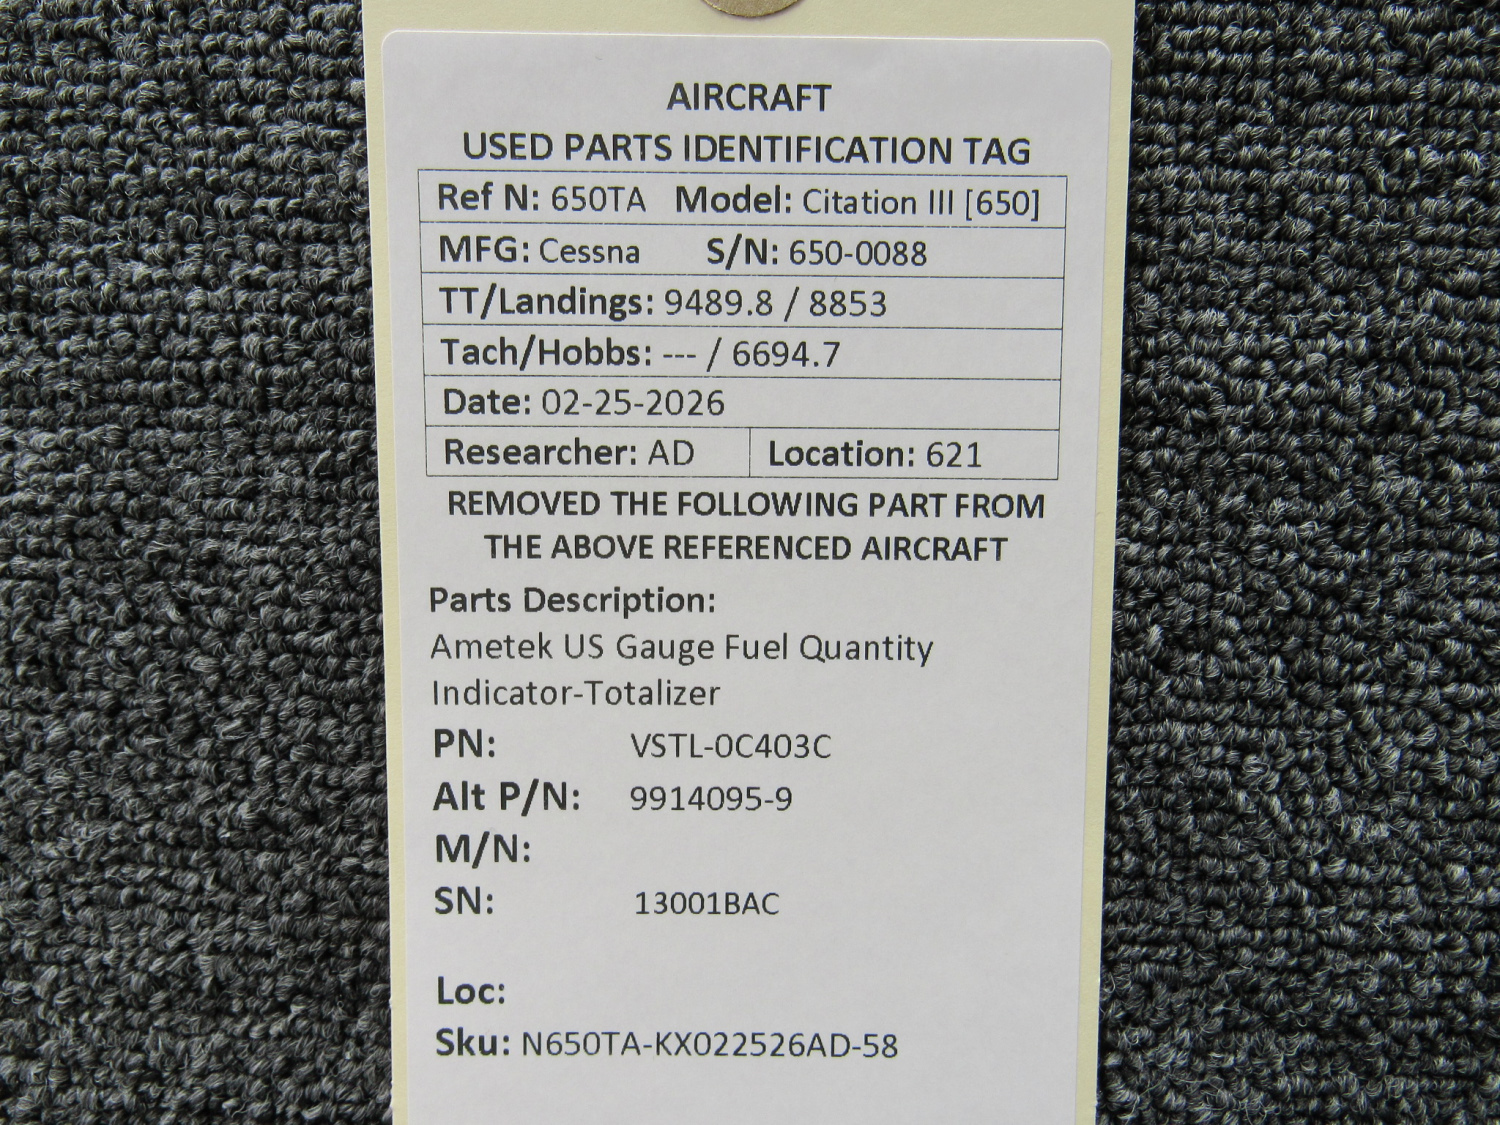 AIRCRAFT
USED PARTS IDENTIFICATION TAG
Ref N: 650TA Model: Citation III [650]
MFG: Cessna S/N: 650-0088
TT/Landings: 9489.8 / 8853
Tach/Hobbs: --- / 6694.7
Date: 02-25-2026
Researcher: AD Location: 621
REMOVED THE FOLLOWING PART FROM
THE ABOVE REFERENCED AIRCRAFT
Parts Description:
Ametek US Gauge Fuel Quantity
Indicator-Totalizer
PN: VSTL-0C403C
Alt P/N: 9914095-9
M/N:
SN: 13001BAC
Loc:
Sku: N650TA-KX022526AD-58